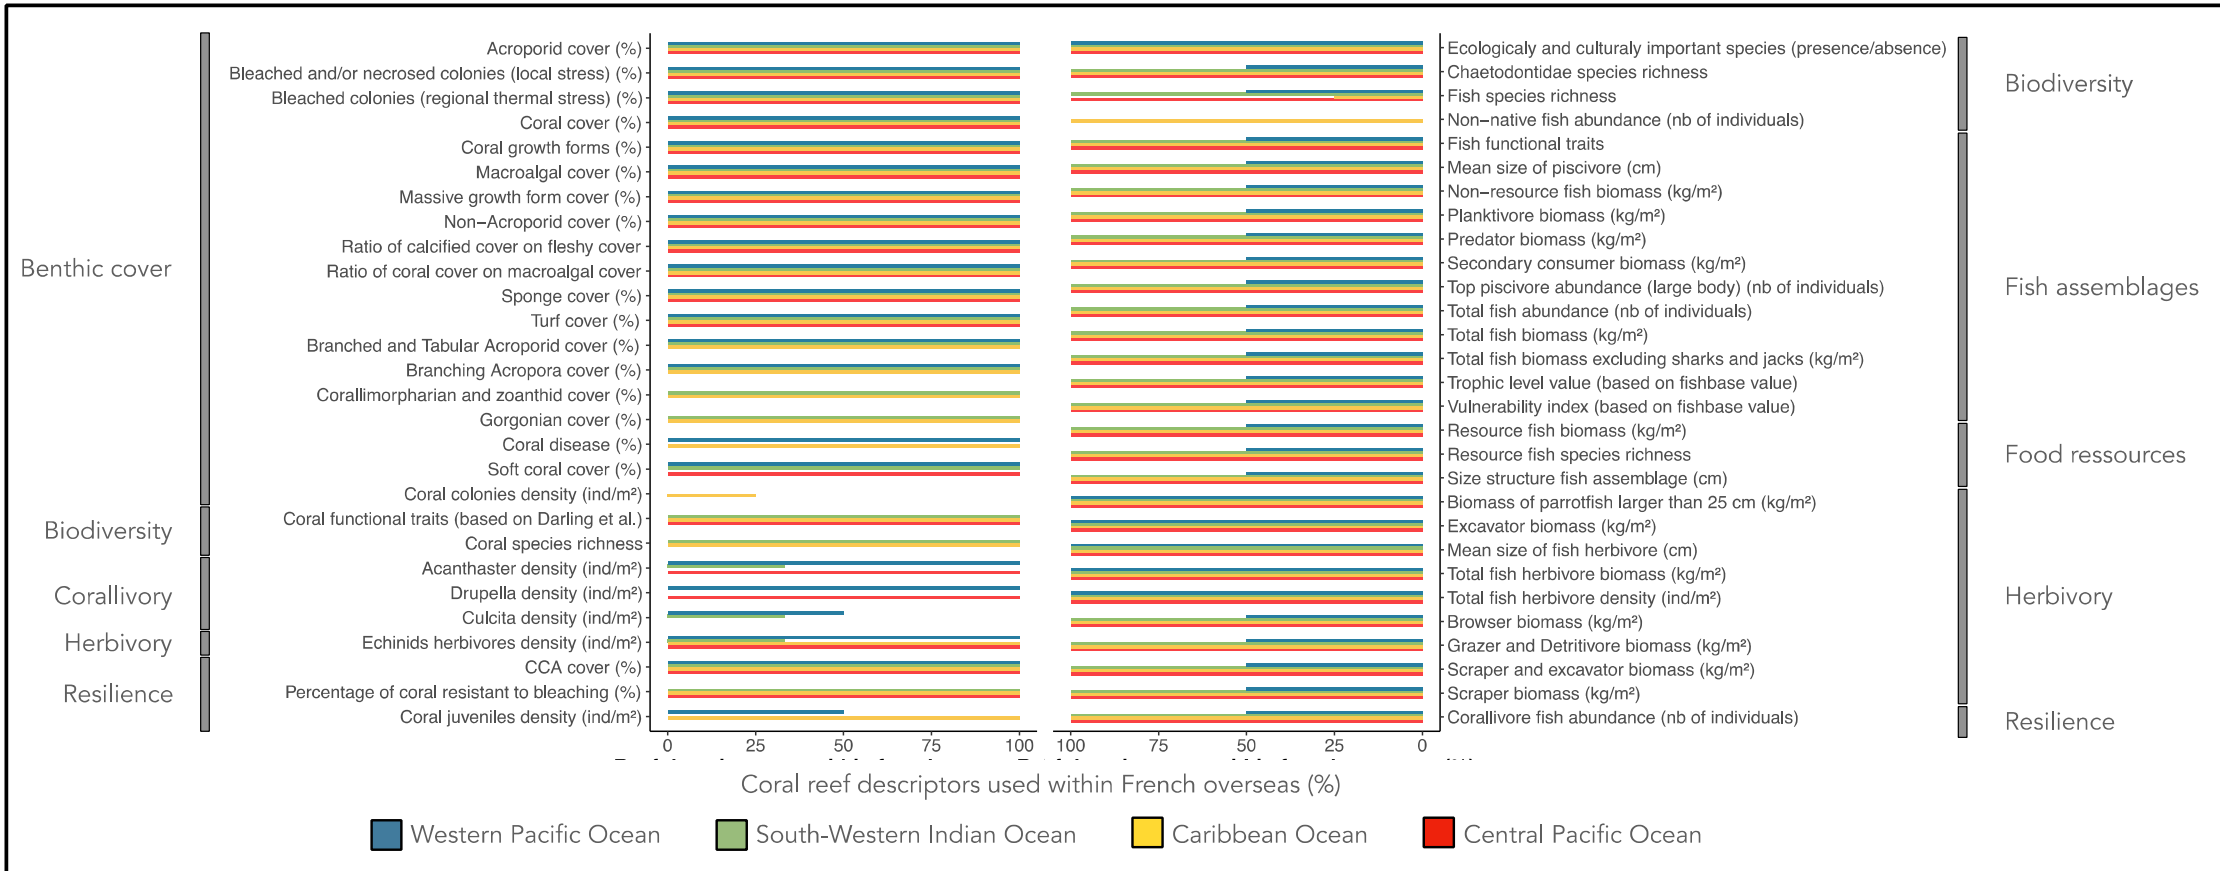 Benthic cover
Biodiversity
Corallivory
Herbivory
Resilience
Acroporid cover (%)
Bleached and/or necrosed colonies (local stress) (%)
Bleached colonies (regional thermal stress) (%)
Coral cover (%)
Coral growth forms (%)
Macroalgal cover (%)
Massive growth form cover (%)
Non−Acroporid cover (%)
Ratio of calcified cover on fleshy cover
Ratio of coral cover on macroalgal cover
Sponge cover (%)
Turf cover (%)
Branched and Tabular Acroporid cover (%)
Branching Acropora cover (%)
Corallimorpharian and zoanthid cover (%)
Gorgonian cover (%)
Coral disease (%)
Soft coral cover (%)
Coral colonies density (ind/m²)
Coral functional traits (based on Darling et al.)
Coral species richness
Acanthaster density (ind/m²)
Drupella density (ind/m²)
Culcita density (ind/m²)
Echinids herbivores density (ind/m²)
CCA cover (%)
Percentage of coral resistant to bleaching (%)
Coral juveniles density (ind/m²)
0 25 50 75 100
Ecologicaly and culturaly important species (presence/absence)
Chaetodontidae species richness
Fish species richness
Non−native fish abundance (nb of individuals)
Fish functional traits
Mean size of piscivore (cm)
Non−resource fish biomass (kg/m²)
Planktivore biomass (kg/m²)
Predator biomass (kg/m²)
Secondary consumer biomass (kg/m²)
Top piscivore abundance (large body) (nb of individuals)
Total fish abundance (nb of individuals)
Total fish biomass (kg/m²)
Total fish biomass excluding sharks and jacks (kg/m²)
Trophic level value (based on fishbase value)
Vulnerability index (based on fishbase value)
Resource fish biomass (kg/m²)
Resource fish species richness
Size structure fish assemblage (cm)
Biomass of parrotfish larger than 25 cm (kg/m²)
Excavator biomass (kg/m²)
Mean size of fish herbivore (cm)
Total fish herbivore biomass (kg/m²)
Total fish herbivore density (ind/m²)
Browser biomass (kg/m²)
Grazer and Detritivore biomass (kg/m²)
Scraper and excavator biomass (kg/m²)
Scraper biomass (kg/m²)
Corallivore fish abundance (nb of individuals)
100 75 50 25 0
Biodiversity
Fish assemblages
Food ressources
Herbivory
Resilience
Coral reef descriptors used within French overseas (%)
Western Pacific Ocean
South-Western Indian Ocean
Caribbean Ocean
Central Pacific Ocean